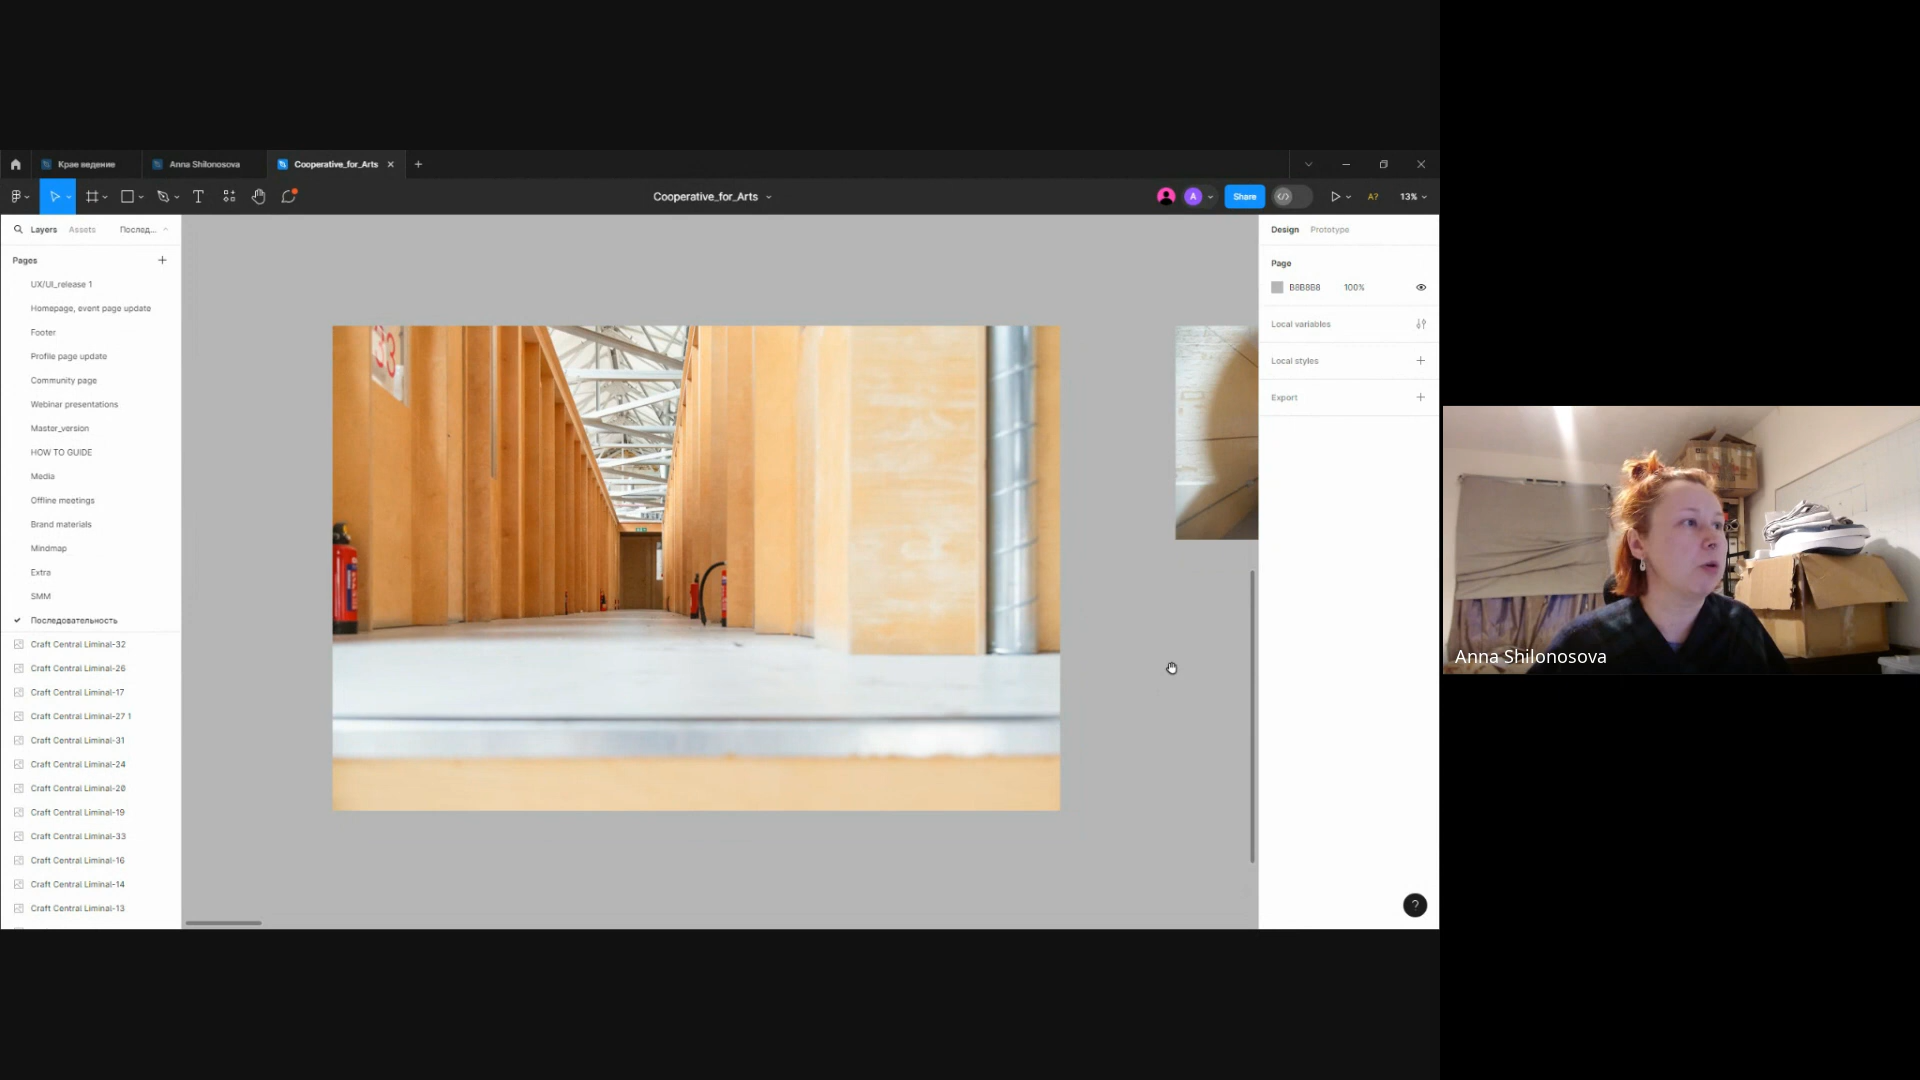 Крае ведение
Anna Shilonosova
Cooperative_for_Arts
Cooperative_for_Arts
A
Share
A?
13%
Layers
Assets
Послед...
Pages
UX/UI_release 1
Homepage, event page update
Footer
Profile page update
Community page
Webinar presentations
Master_version
HOW TO GUIDE
Media
Offline meetings
Brand materials
Mindmap
Extra
SMM
Последовательность
Craft Central Liminal-32
Craft Central Liminal-26
Craft Central Liminal-17
Craft Central Liminal-27 1
Craft Central Liminal-31
Craft Central Liminal-24
Craft Central Liminal-20
Craft Central Liminal-19
Craft Central Liminal-33
Craft Central Liminal-16
Craft Central Liminal-14
Craft Central Liminal-13
33
Design
Prototype
Page
B8B8B8
100%
Local variables
Local styles
Export
?
Anna Shilonosova